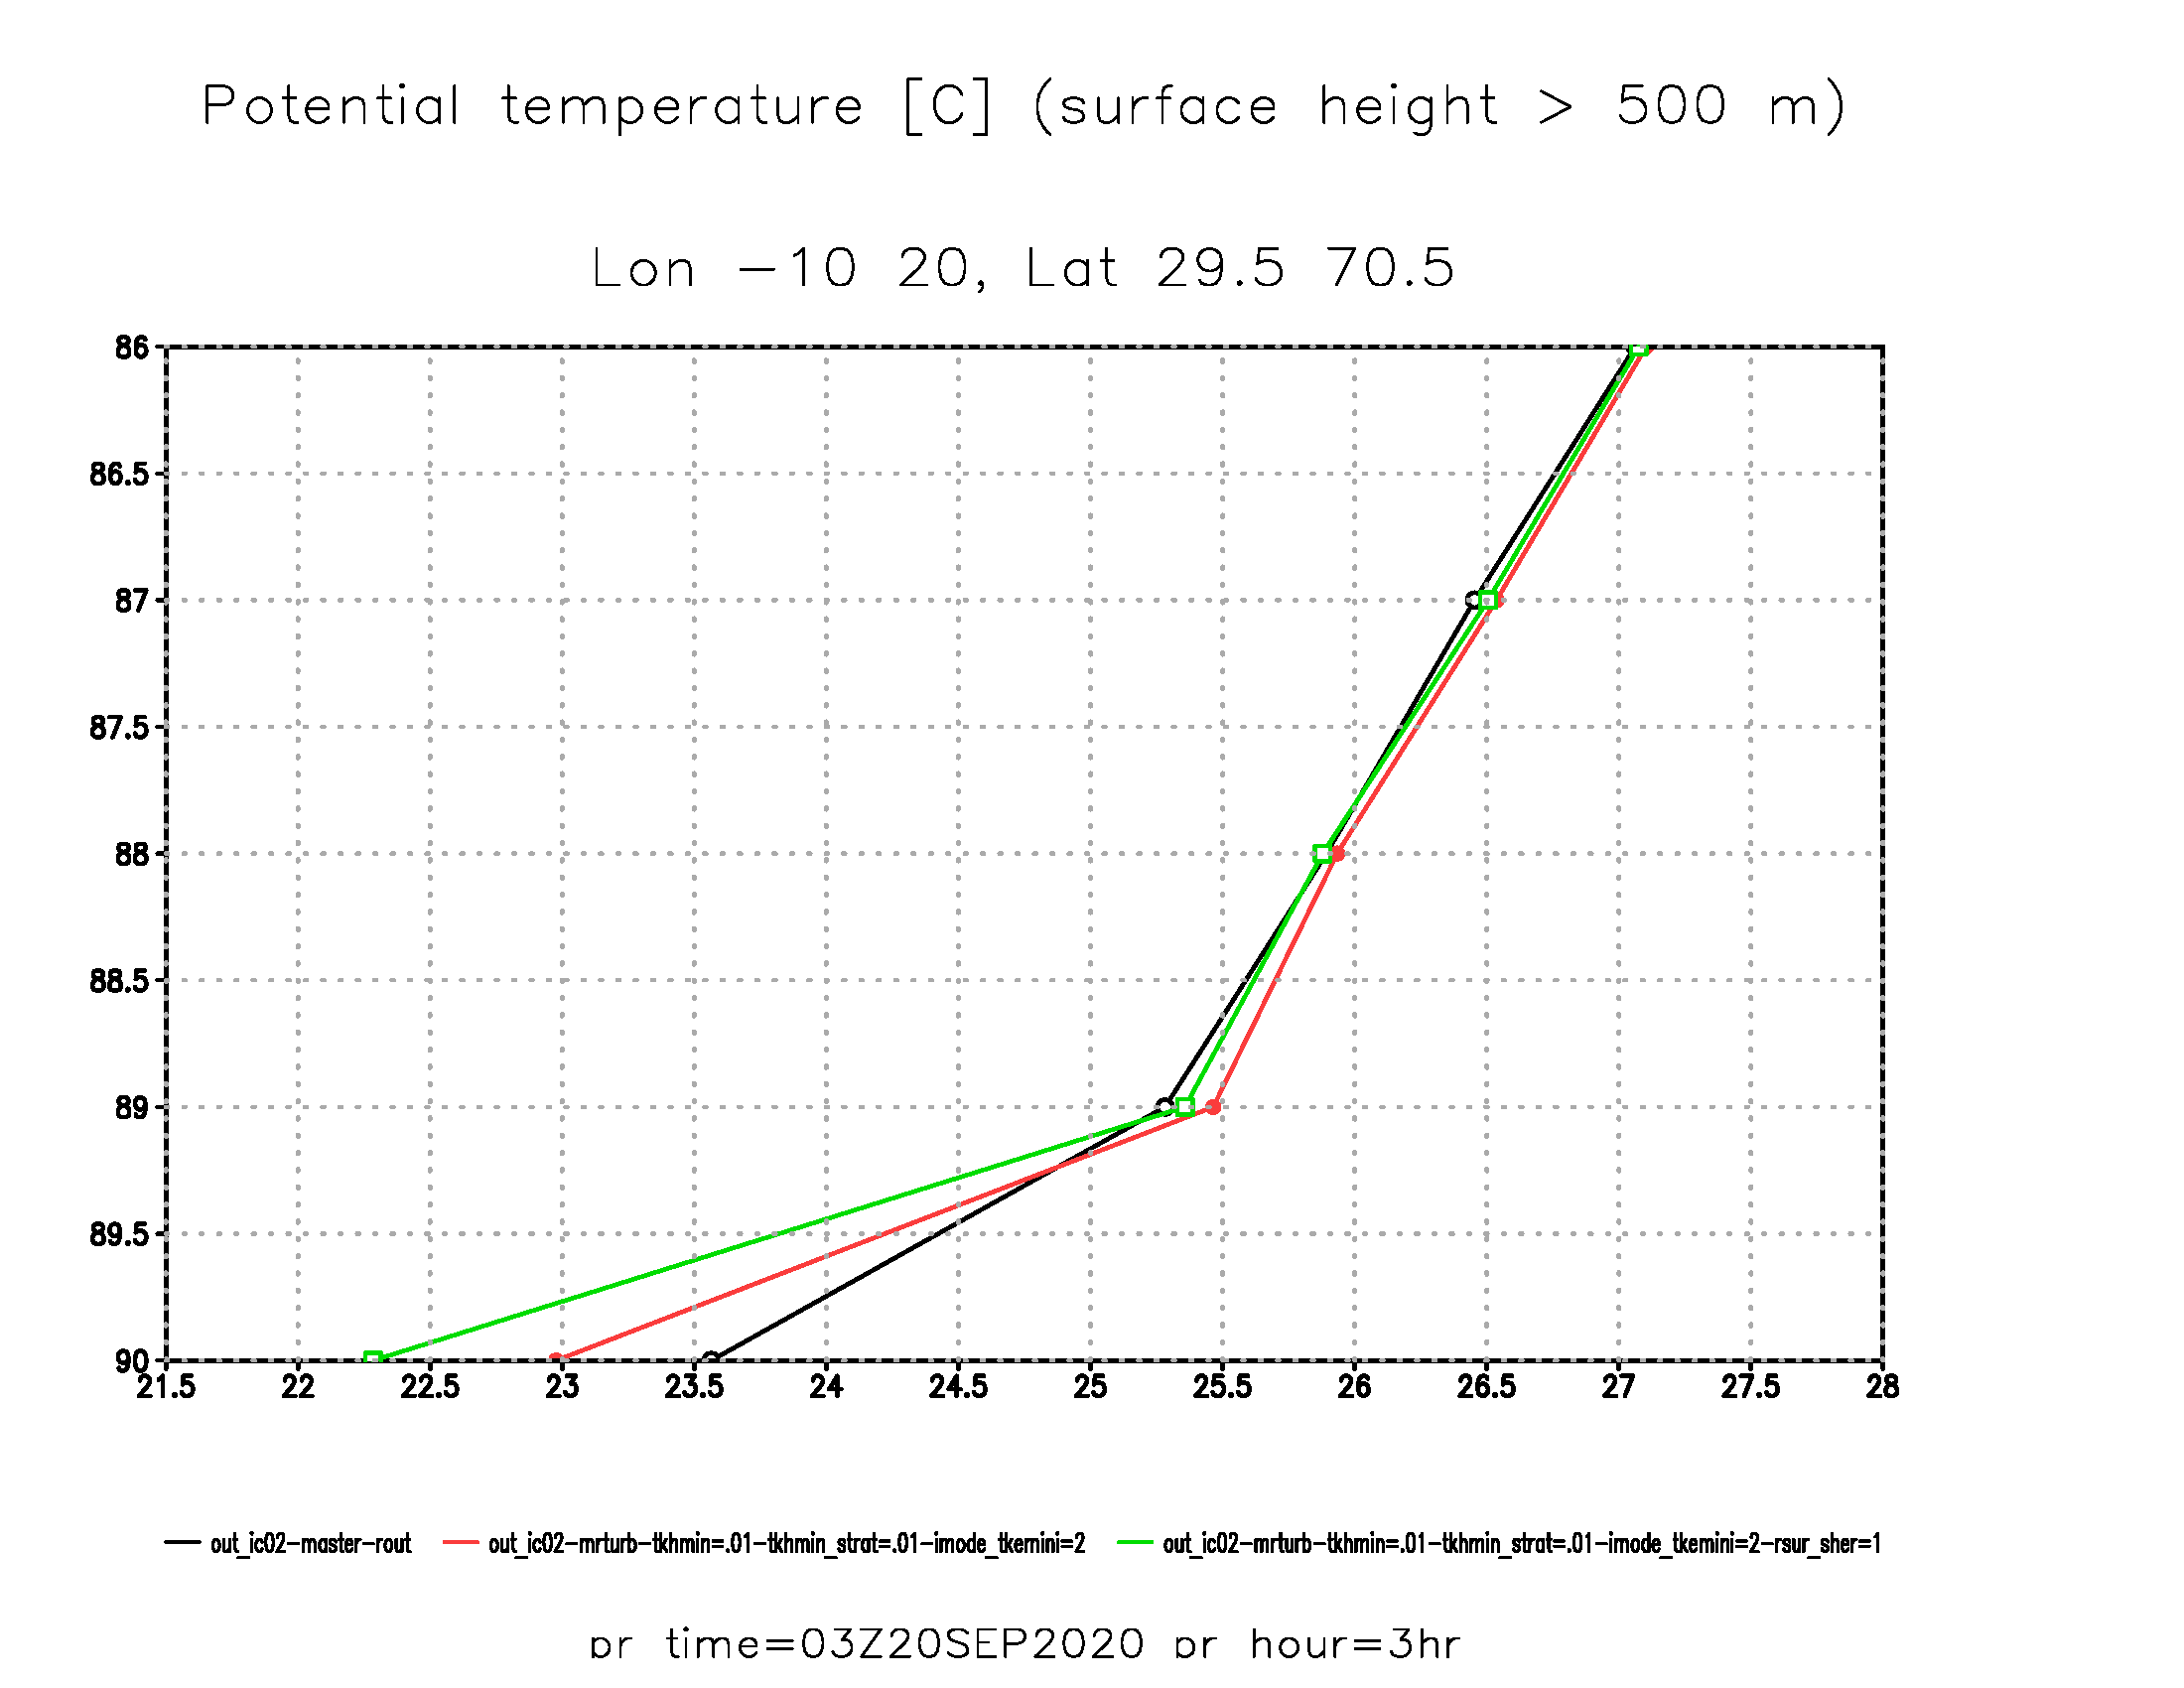 Potential temperature [C] (surface height > 500 m)
Lon -10 20, Lat 29.5 70.5
86
86.5
87
87.5
88
88.5
89
89.5
90
21.5 22 22.5 23 23.5 24 24.5 25 25.5 26 26.5 27 27.5 28
out_ic02-master-rout out_ic02-mrturb-tkhmin=.01-tkhmin_strat=.01-imode_tkemini=2 out_ic02-mrturb-tkhmin=.01-tkhmin_strat=.01-imode_tkemini=2-rsur_sher=1
pr time=03Z20SEP2020 pr hour=3hr